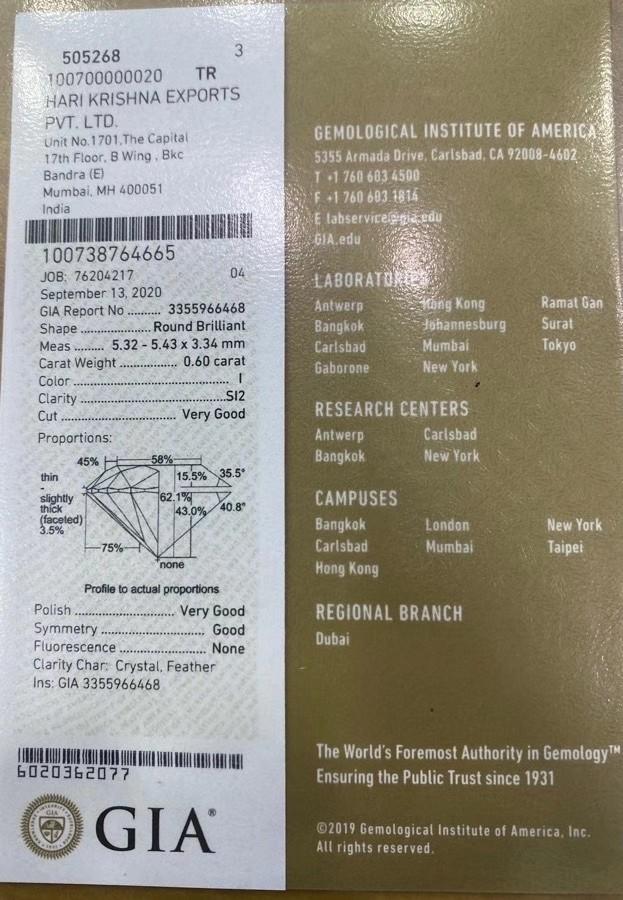 505268 3
100700000020 TR
HARI KRISHNA EXPORTS
PVT. LTD.
Unit No.1701,The Capital
17th Floor, B Wing , Bkc
Bandra (E)
Mumbai, MH 400051
India
100738764665
JOB: 76204217 04
September 13, 2020
GIA Report No .......... 3355966468
Shape ...................... Round Brilliant
Meas ......... 5.32 - 5.43 x 3.34 mm
Carat Weight .................. 0.60 carat
Color ............................................. I
Clarity ......................................... SI2
Cut ................................ Very Good
Proportions:
45% 58%
thin
-
slightly
thick
(faceted)
3.5%
15.5% 35.5°
62.1%
43.0% 40.8°
75%
none
Profile to actual proportions
Polish ............................ Very Good
Symmetry ............................ Good
Fluorescence ...................... None
Clarity Char: Crystal, Feather
Ins: GIA 3355966468
6020362077
GIA®
GEMOLOGICAL INSTITUTE OF AMERICA
5355 Armada Drive, Carlsbad, CA 92008-4602
T +1 760 603 4500
F +1 760 603 1814
E labservice@gia.edu
GIA.edu
LABORATORIES
Antwerp Hong Kong Ramat Gan
Bangkok Johannesburg Surat
Carlsbad Mumbai Tokyo
Gaborone New York
RESEARCH CENTERS
Antwerp Carlsbad
Bangkok New York
CAMPUSES
Bangkok London New York
Carlsbad Mumbai Taipei
Hong Kong
REGIONAL BRANCH
Dubai
The World's Foremost Authority in Gemology™
Ensuring the Public Trust since 1931
©2019 Gemological Institute of America, Inc.
All rights reserved.